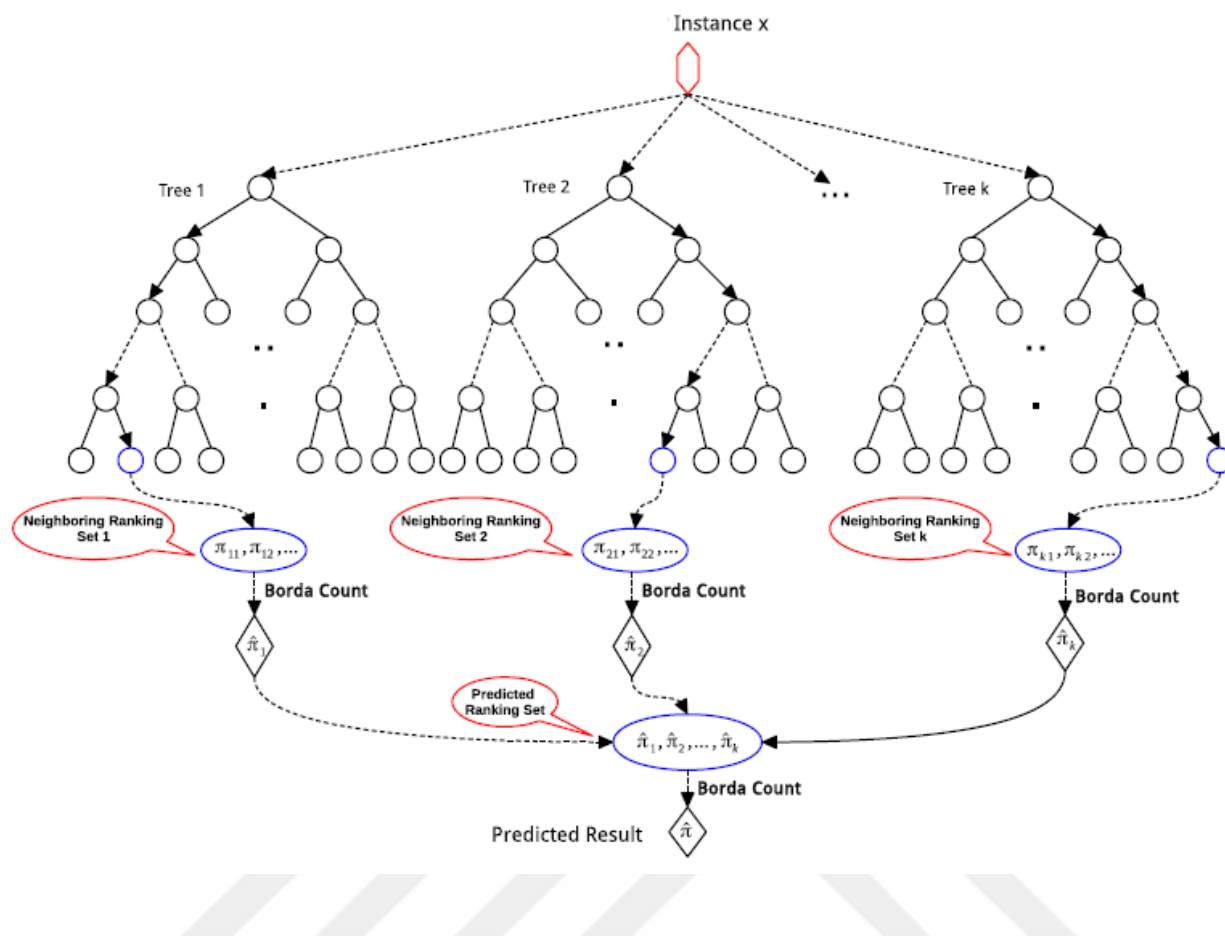 Instance x
Tree 1
Tree 2
...
Tree k
..
.
..
.
..
.
Neighboring Ranking
Set 1
π₁₁, π₁₂, ...
Neighboring Ranking
Set 2
π₂₁, π₂₂, ...
Neighboring Ranking
Set k
πₖ₁, πₖ₂, ...
Borda Count
Borda Count
Borda Count
π̂₁
π̂₂
π̂ₖ
Predicted
Ranking Set
π̂₁, π̂₂, ..., π̂ₖ
Borda Count
Predicted Result
π̂